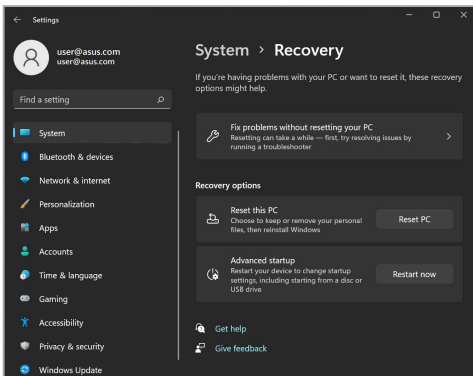 Settings
user@asus.com
user@asus.com
Find a setting
System
Bluetooth & devices
Network & internet
Personalization
Apps
Accounts
Time & language
Gaming
Accessibility
Privacy & security
Windows Update
System > Recovery
If you're having problems with your PC or want to reset it, these recovery
options might help.
Fix problems without resetting your PC
Resetting can take a while — first, try resolving issues by
running a troubleshooter
Recovery options
Reset this PC
Choose to keep or remove your personal
files, then reinstall Windows
Reset PC
Advanced startup
Restart your device to change startup
settings, including starting from a disc or
USB drive
Restart now
Get help
Give feedback